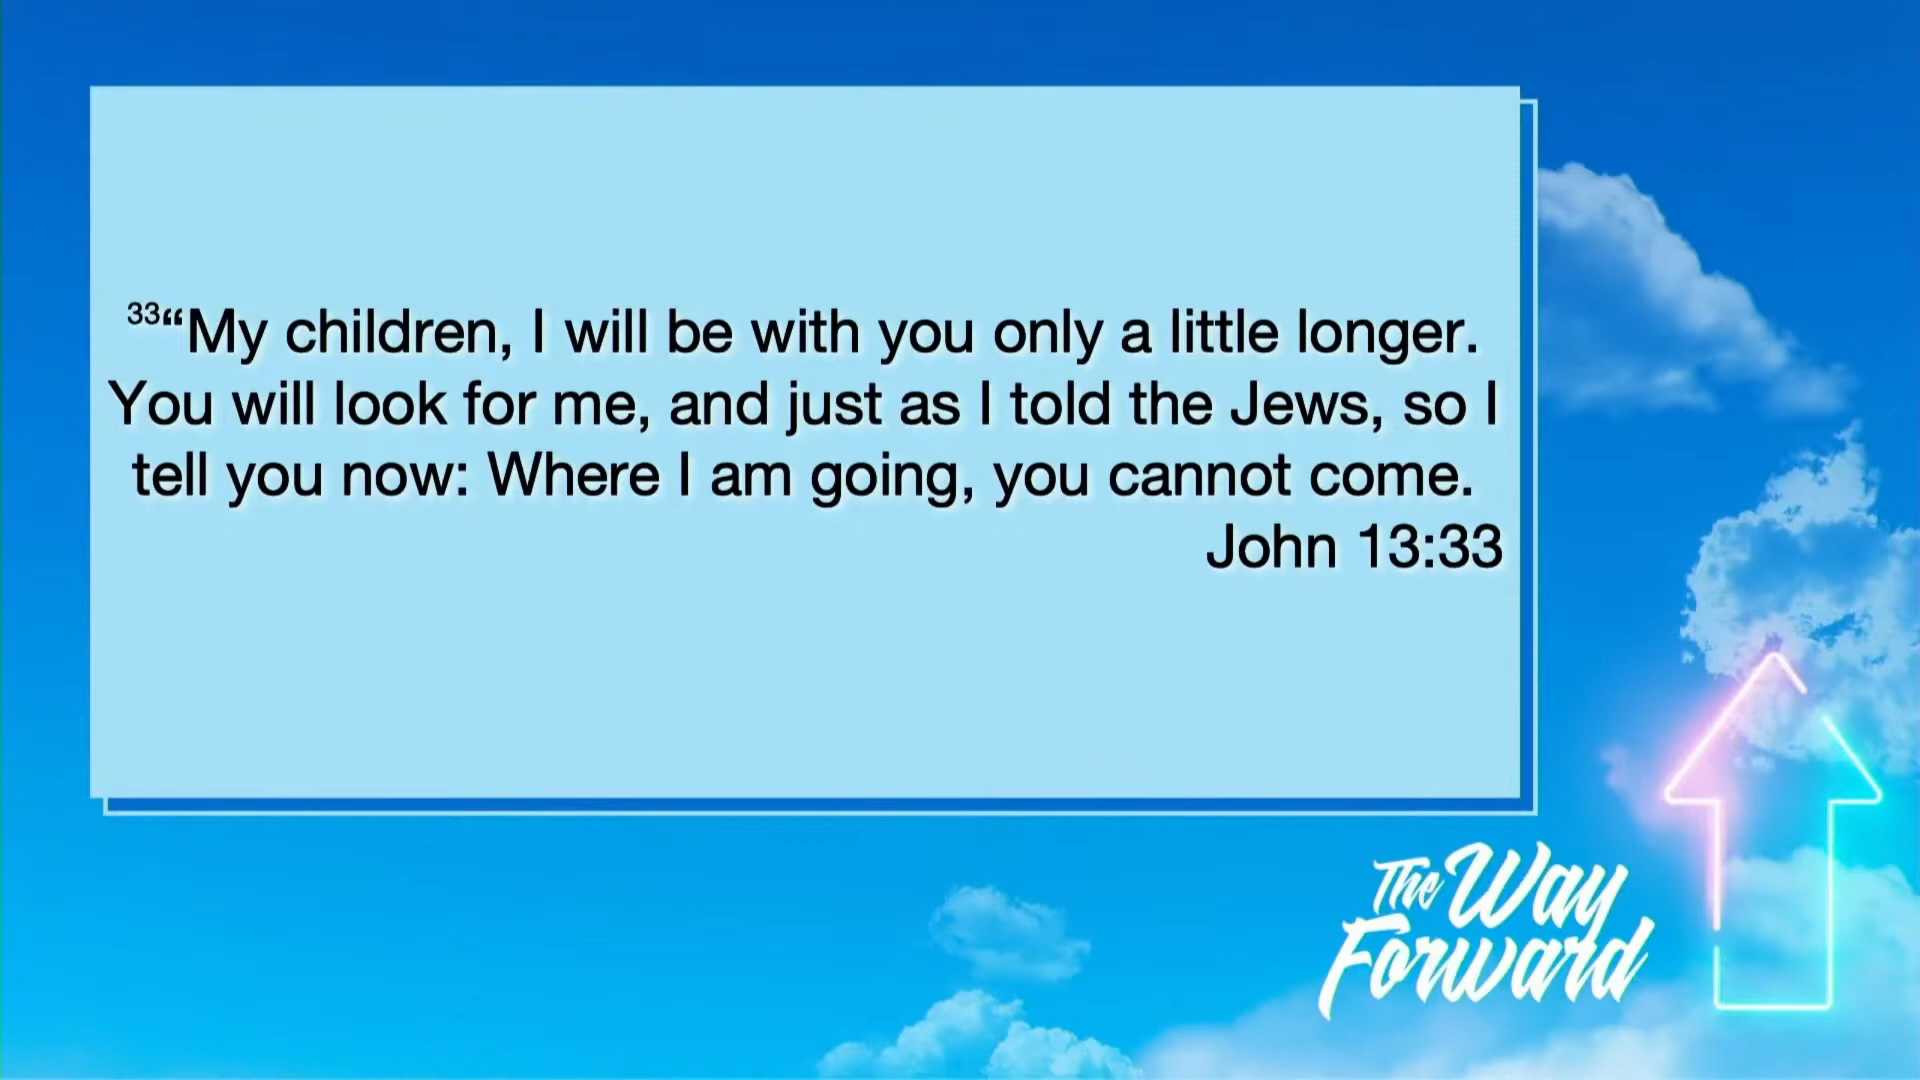 ³³“My children, I will be with you only a little longer.
You will look for me, and just as I told the Jews, so I
tell you now: Where I am going, you cannot come.
John 13:33
The Way
Forward